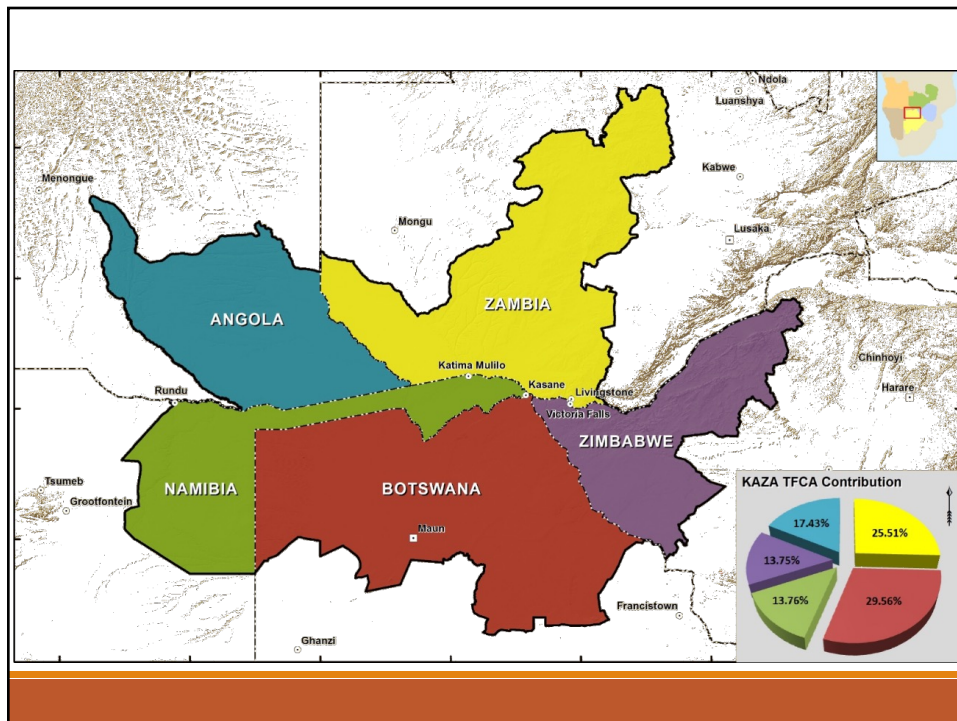 Ndola
Luanshya
Menongue
Kabwe
Mongu
Lusaka
ZAMBIA
ANGOLA
Katima Mulilo
Chinhoyi
Kasane
Rundu
Livingstone
Harare
Victoria Falls
ZIMBABWE
Tsumeb
NAMIBIA
BOTSWANA
Grootfontein
Maun
Francistown
Ghanzi
KAZA TFCA Contribution
17.43%
25.51%
13.75%
13.76%
29.56%